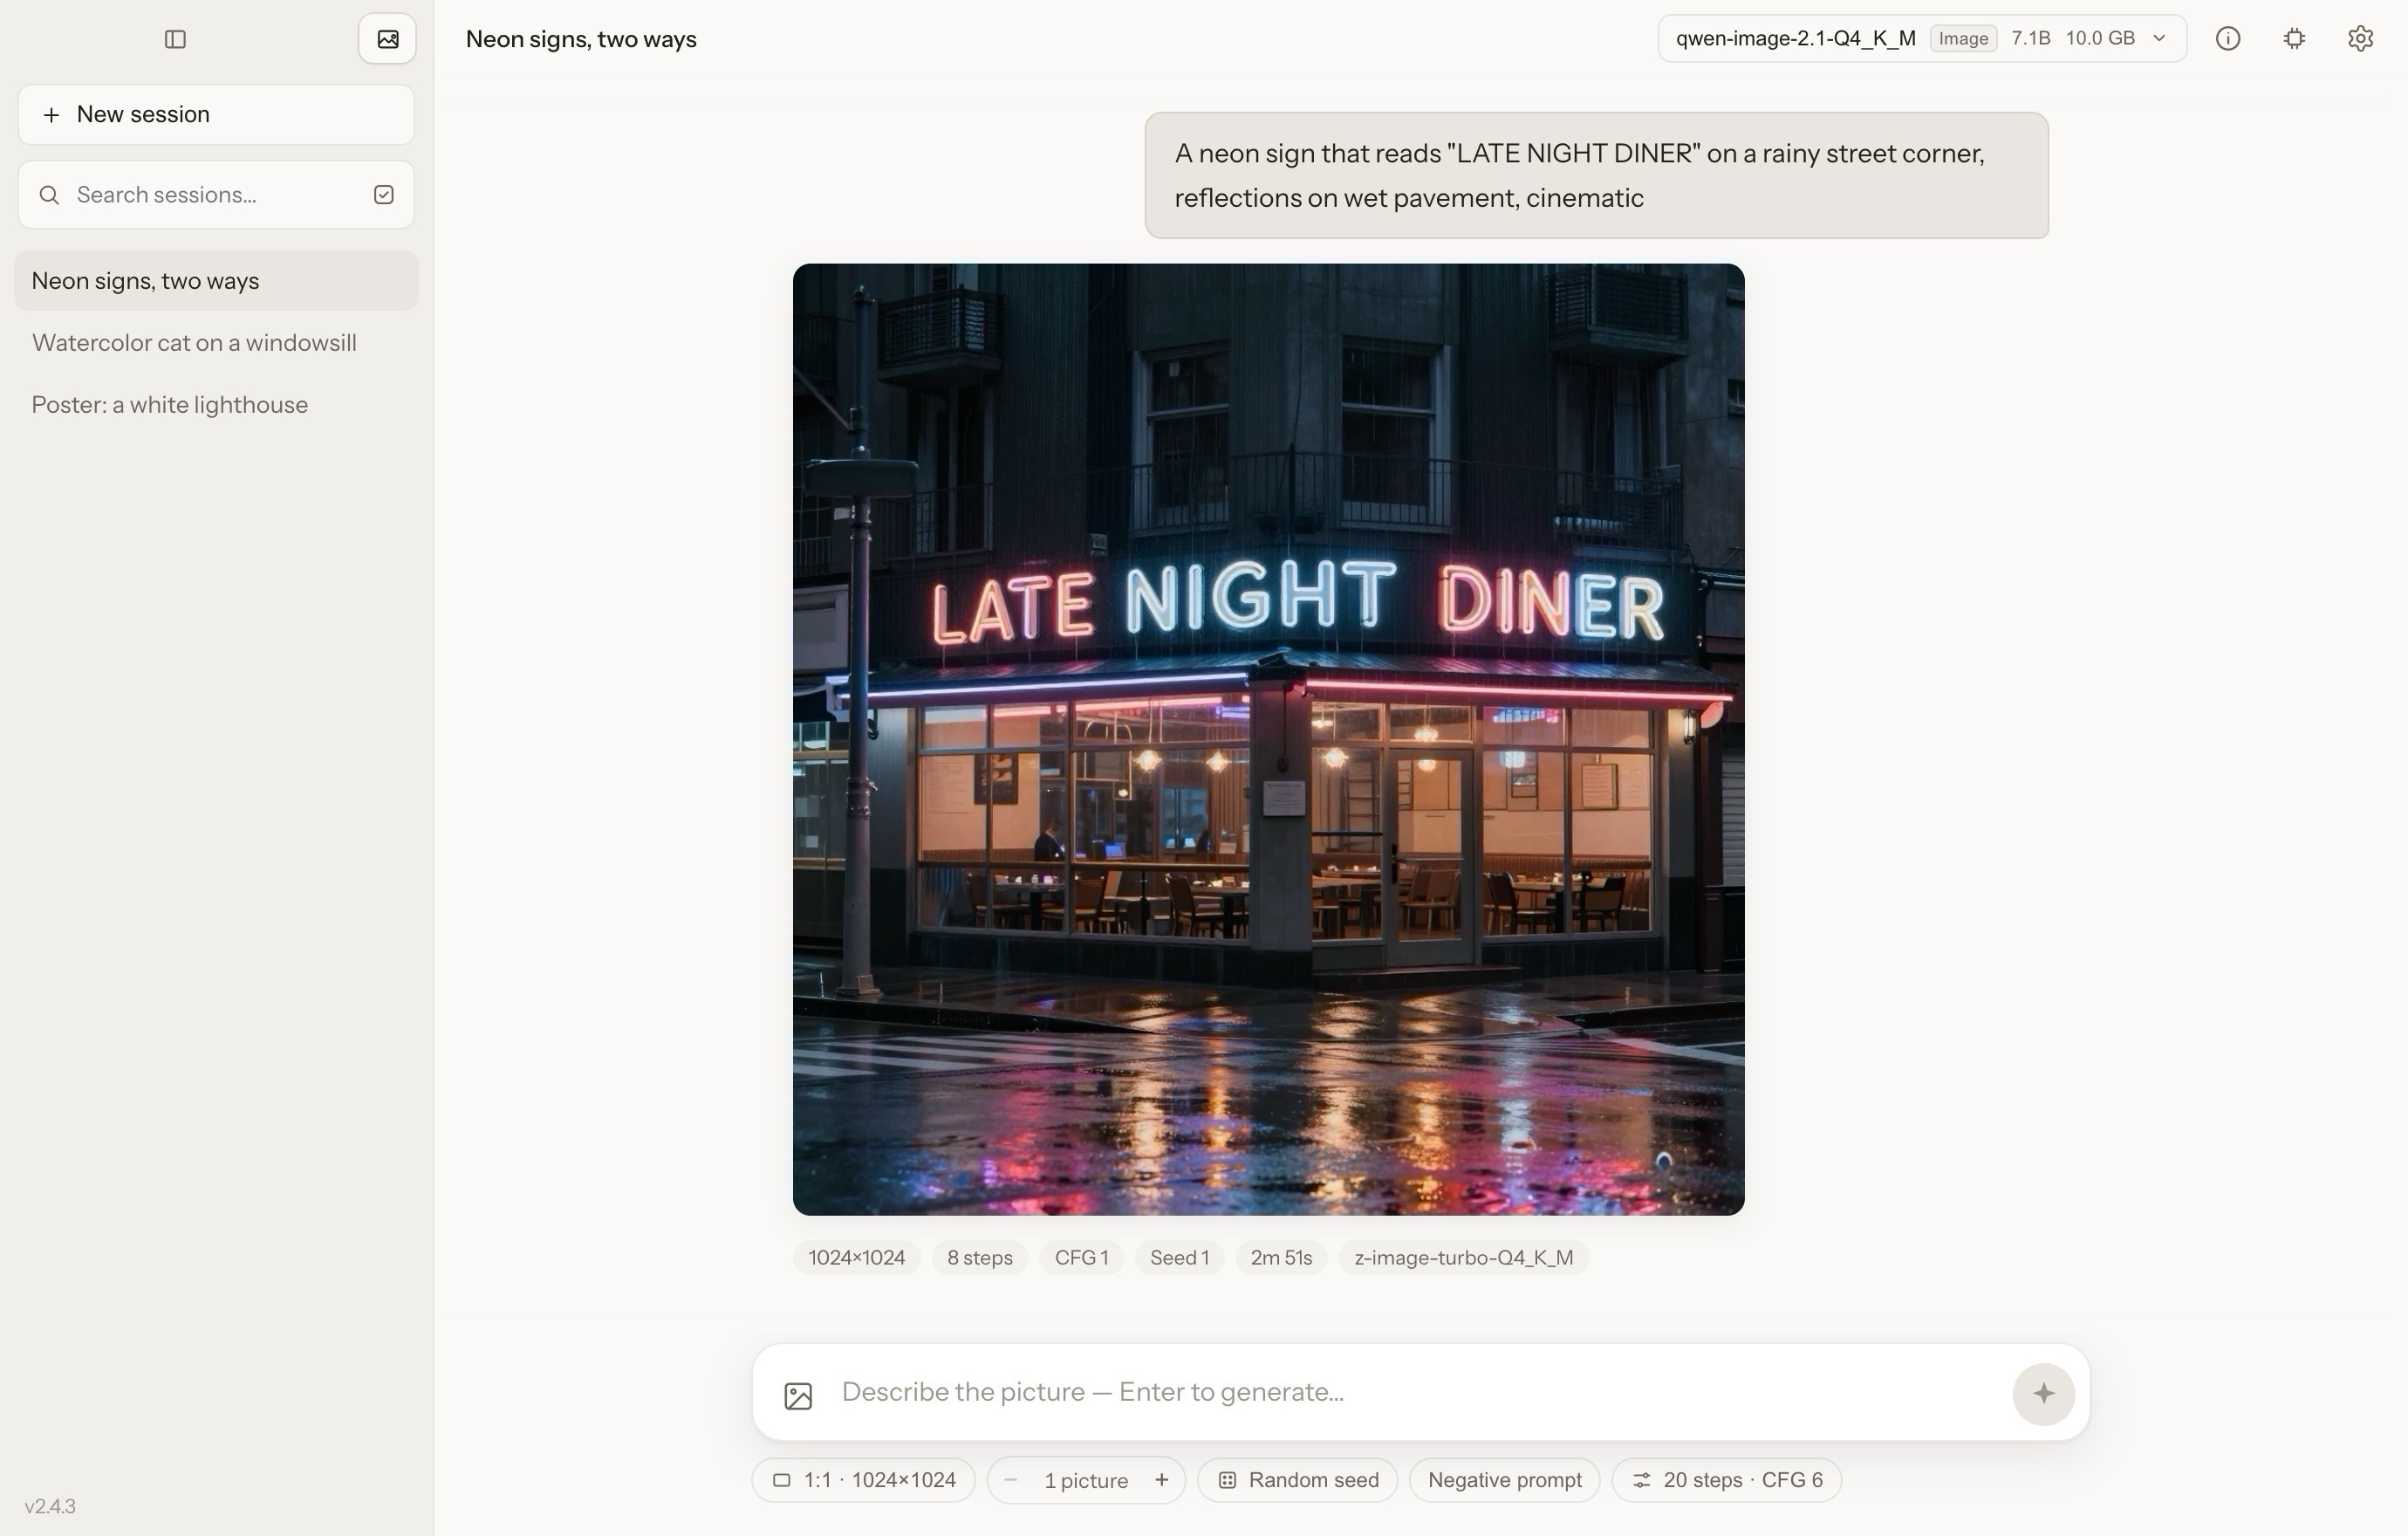 Neon signs, two ways
qwen-image-2.1-Q4_K_M Image 7.1B 10.0 GB
New session
Search sessions...
Neon signs, two ways
Watercolor cat on a windowsill
Poster: a white lighthouse
v2.4.3
A neon sign that reads "LATE NIGHT DINER" on a rainy street corner,
reflections on wet pavement, cinematic
LATE NIGHT DINER
1024×1024 8 steps CFG 1 Seed 1 2m 51s z-image-turbo-Q4_K_M
Describe the picture — Enter to generate...
1:1 · 1024×1024 − 1 picture + Random seed Negative prompt 20 steps · CFG 6